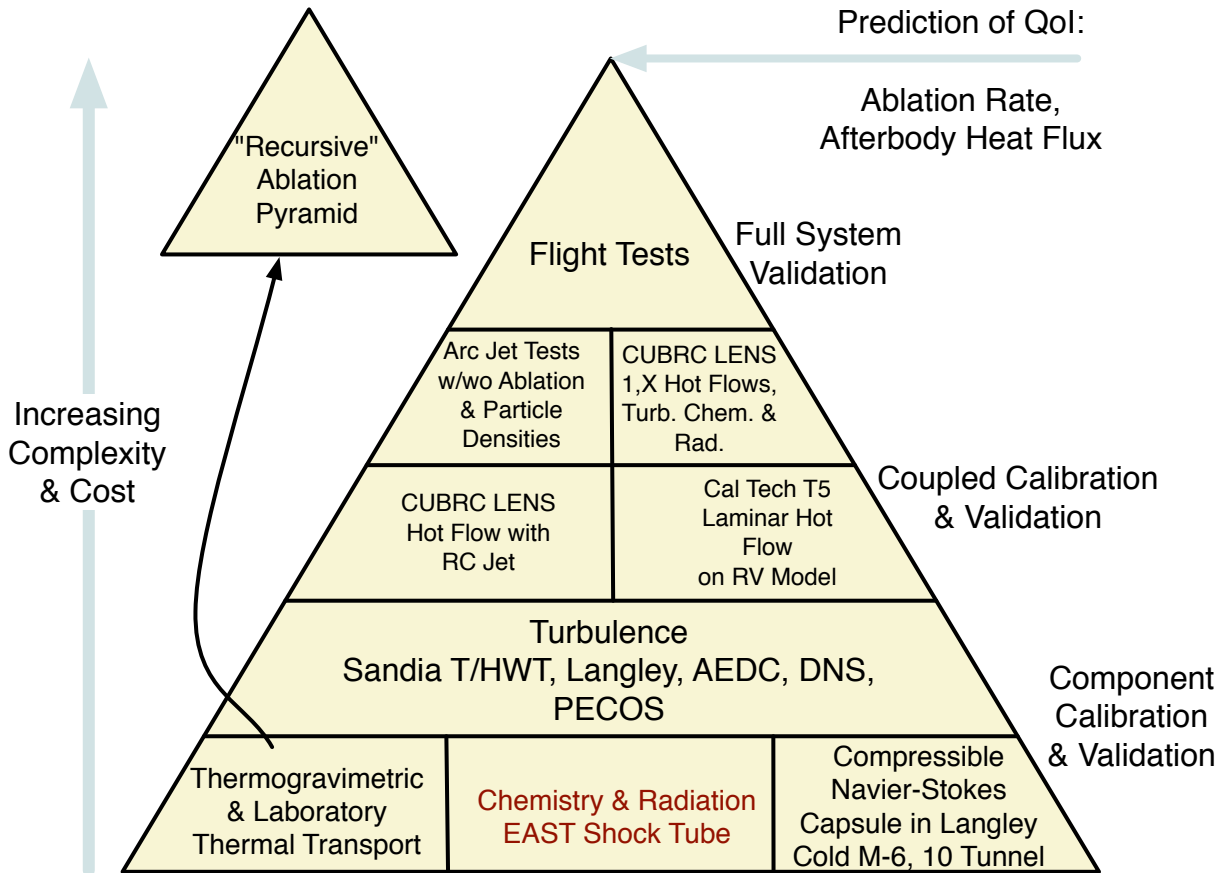 Prediction of QoI:
Ablation Rate,
Afterbody Heat Flux
"Recursive"
Ablation
Pyramid
Flight Tests
Full System
Validation
Increasing
Complexity
& Cost
Arc Jet Tests
w/wo Ablation
& Particle
Densities
CUBRC LENS
1,X Hot Flows,
Turb. Chem. &
Rad.
CUBRC LENS
Hot Flow with
RC Jet
Cal Tech T5
Laminar Hot
Flow
on RV Model
Coupled Calibration
& Validation
Turbulence
Sandia T/HWT, Langley, AEDC, DNS,
PECOS
Component
Calibration
& Validation
Thermogravimetric
& Laboratory
Thermal Transport
Chemistry & Radiation
EAST Shock Tube
Compressible
Navier-Stokes
Capsule in Langley
Cold M-6, 10 Tunnel